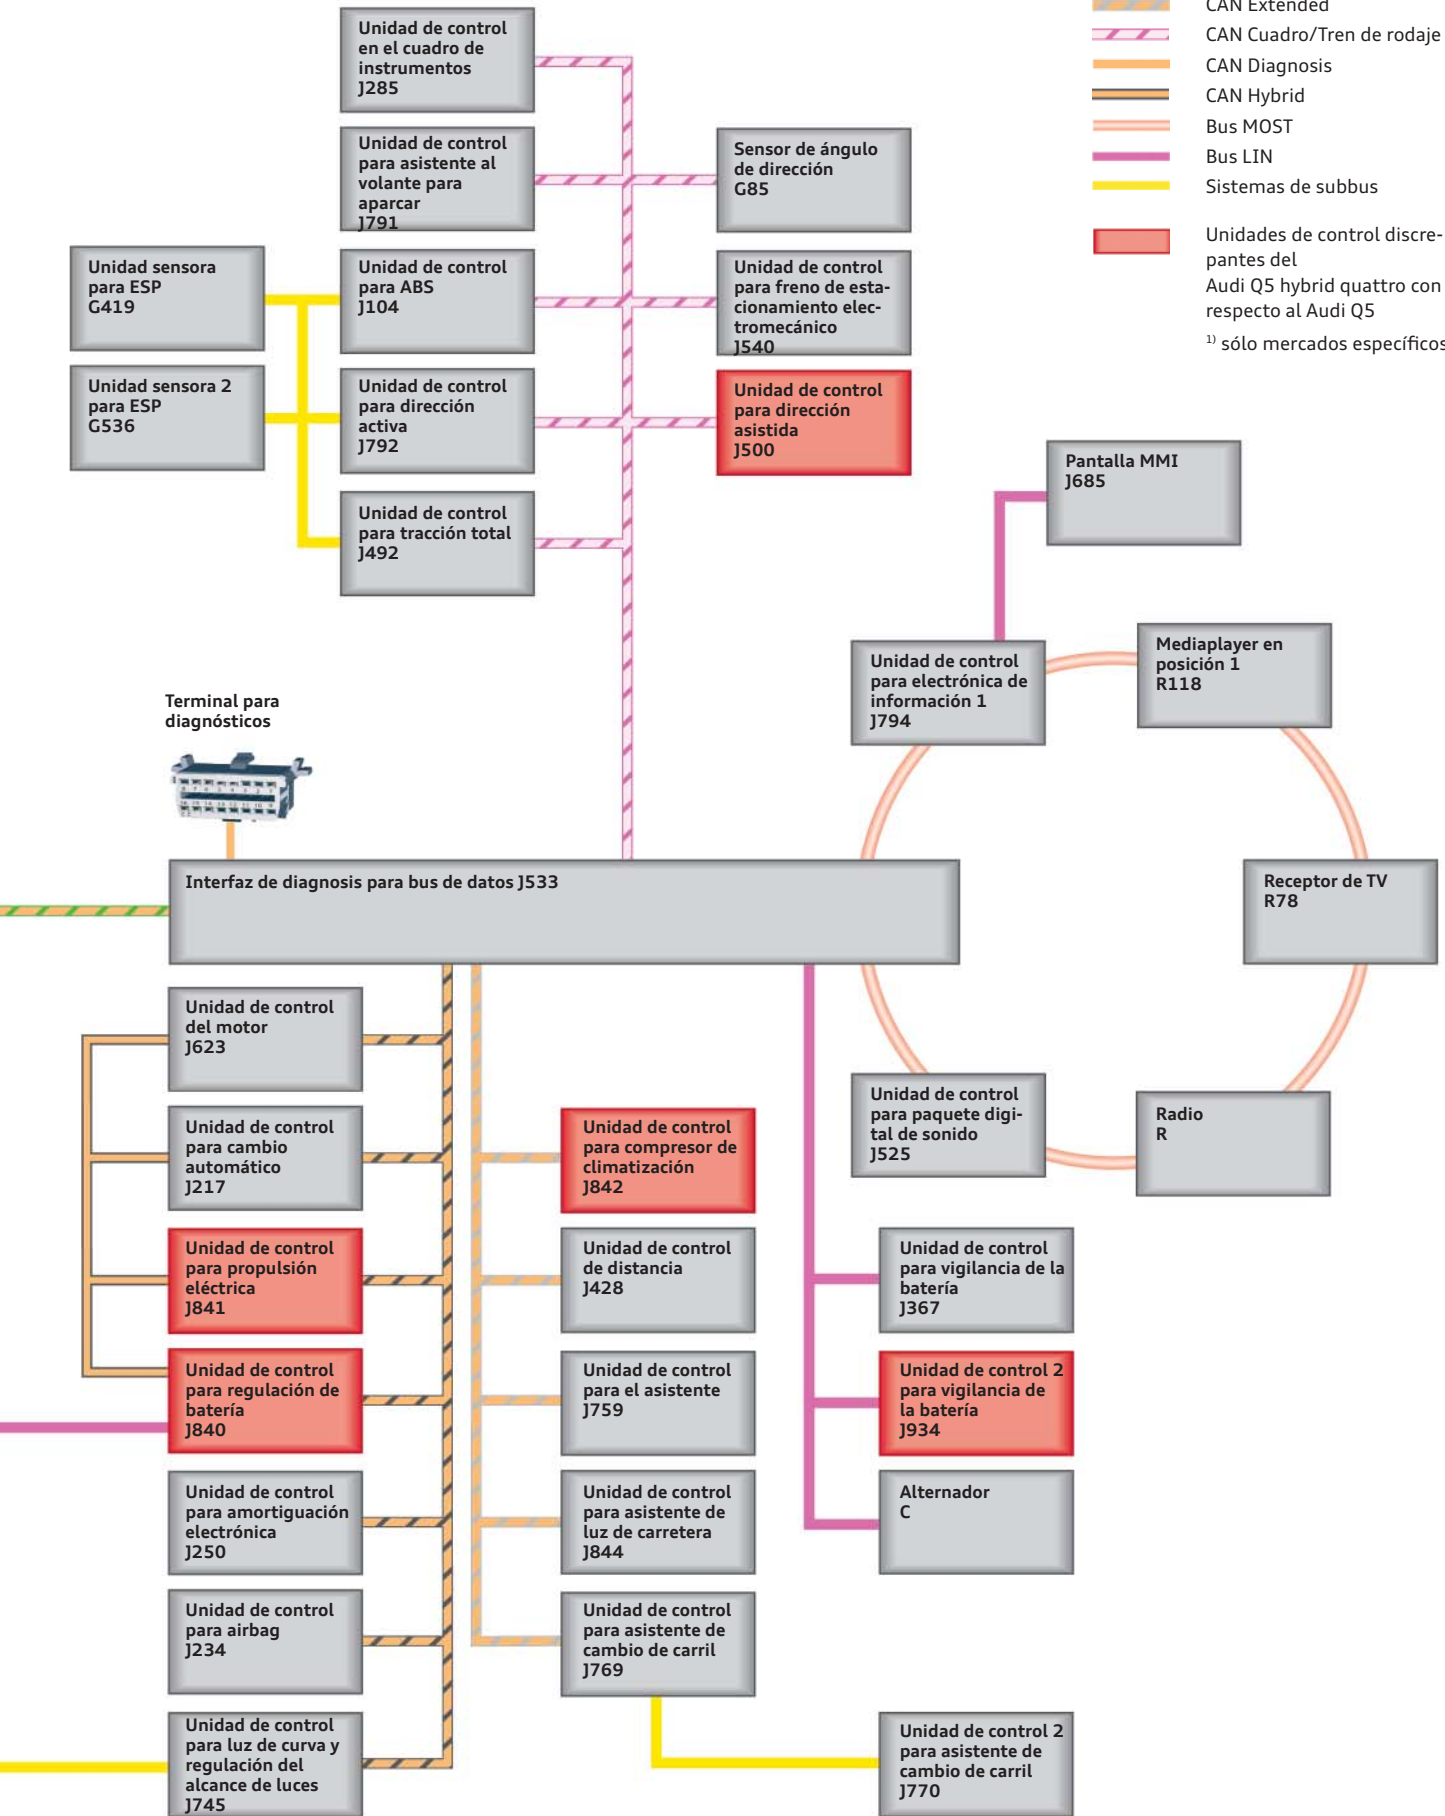 CAN Extended
CAN Cuadro/Tren de rodaje
CAN Diagnosis
CAN Hybrid
Bus MOST
Bus LIN
Sistemas de subbus
Unidades de control discre-
pantes del
Audi Q5 hybrid quattro con
respecto al Audi Q5
1) sólo mercados específicos
Unidad de control
en el cuadro de
instrumentos
J285
Unidad de control
para asistente al
volante para
aparcar
J791
Sensor de ángulo
de dirección
G85
Unidad sensora
para ESP
G419
Unidad de control
para ABS
J104
Unidad de control
para freno de esta-
cionamiento elec-
tromecánico
J540
Unidad sensora 2
para ESP
G536
Unidad de control
para dirección
activa
J792
Unidad de control
para dirección
asistida
J500
Unidad de control
para tracción total
J492
Pantalla MMI
J685
Unidad de control
para electrónica de
información 1
J794
Mediaplayer en
posición 1
R118
Terminal para
diagnósticos
Interfaz de diagnosis para bus de datos J533
Receptor de TV
R78
Unidad de control
para paquete digi-
tal de sonido
J525
Radio
R
Unidad de control
del motor
J623
Unidad de control
para cambio
automático
J217
Unidad de control
para propulsión
eléctrica
J841
Unidad de control
para regulación de
batería
J840
Unidad de control
para amortiguación
electrónica
J250
Unidad de control
para airbag
J234
Unidad de control
para luz de curva y
regulación del
alcance de luces
J745
Unidad de control
para compresor de
climatización
J842
Unidad de control
de distancia
J428
Unidad de control
para el asistente
J759
Unidad de control
para asistente de
luz de carretera
J844
Unidad de control
para asistente de
cambio de carril
J769
Unidad de control
para vigilancia de la
batería
J367
Unidad de control 2
para vigilancia de
la batería
J934
Alternador
C
Unidad de control 2
para asistente de
cambio de carril
J770